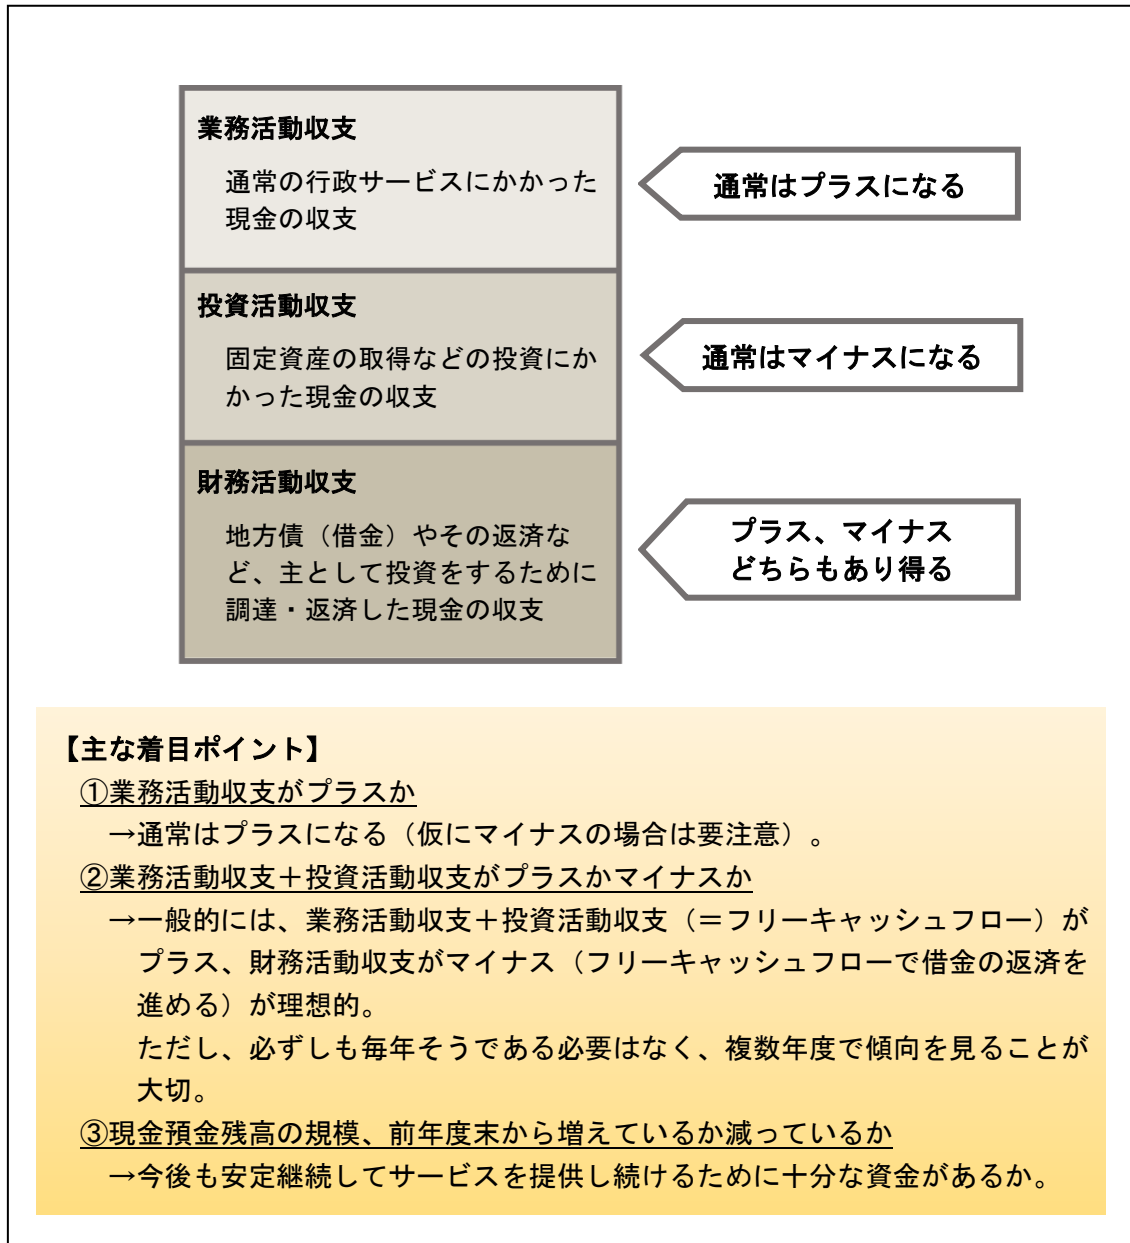 業務活動収支
通常の行政サービスにかかった
現金の収支
通常はプラスになる
投資活動収支
固定資産の取得などの投資にか
かった現金の収支
通常はマイナスになる
財務活動収支
地方債（借金）やその返済な
ど、主として投資をするために
調達・返済した現金の収支
プラス、マイナス
どちらもあり得る
【主な着目ポイント】
①業務活動収支がプラスか
→通常はプラスになる（仮にマイナスの場合は要注意）。
②業務活動収支＋投資活動収支がプラスかマイナスか
→一般的には、業務活動収支＋投資活動収支（＝フリーキャッシュフロー）が
プラス、財務活動収支がマイナス（フリーキャッシュフローで借金の返済を
進める）が理想的。
ただし、必ずしも毎年そうである必要はなく、複数年度で傾向を見ることが
大切。
③現金預金残高の規模、前年度末から増えているか減っているか
→今後も安定継続してサービスを提供し続けるために十分な資金があるか。